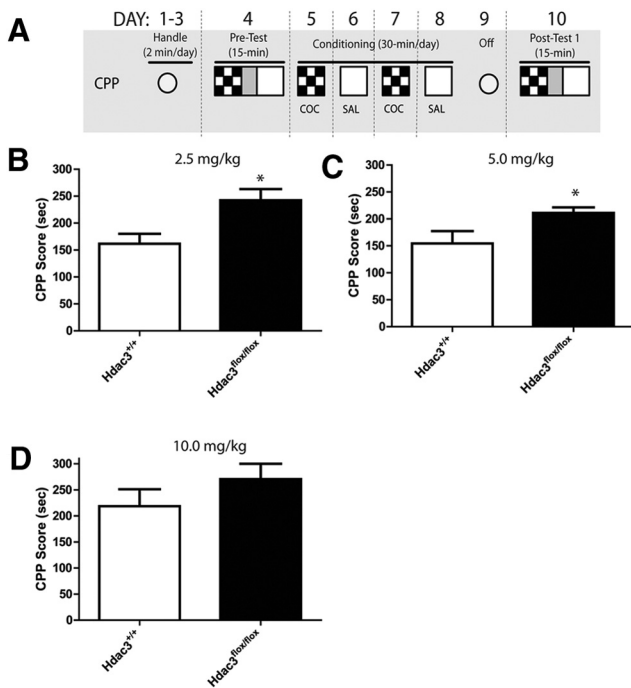 A
DAY: 1-3 4 5 6 7 8 9 10
Handle
(2 min/day)
Pre-Test
(15-min)
Conditioning (30-min/day)
Off
Post-Test 1
(15-min)
CPP
COC SAL COC SAL
B
2.5 mg/kg
CPP Score (sec)
300
250
200
150
100
50
0
*
Hdac3+/+
Hdac3flox/flox
C
5.0 mg/kg
CPP Score (sec)
300
250
200
150
100
50
0
*
Hdac3+/+
Hdac3flox/flox
D
10.0 mg/kg
CPP Score (sec)
300
250
200
150
100
50
0
Hdac3+/+
Hdac3flox/flox